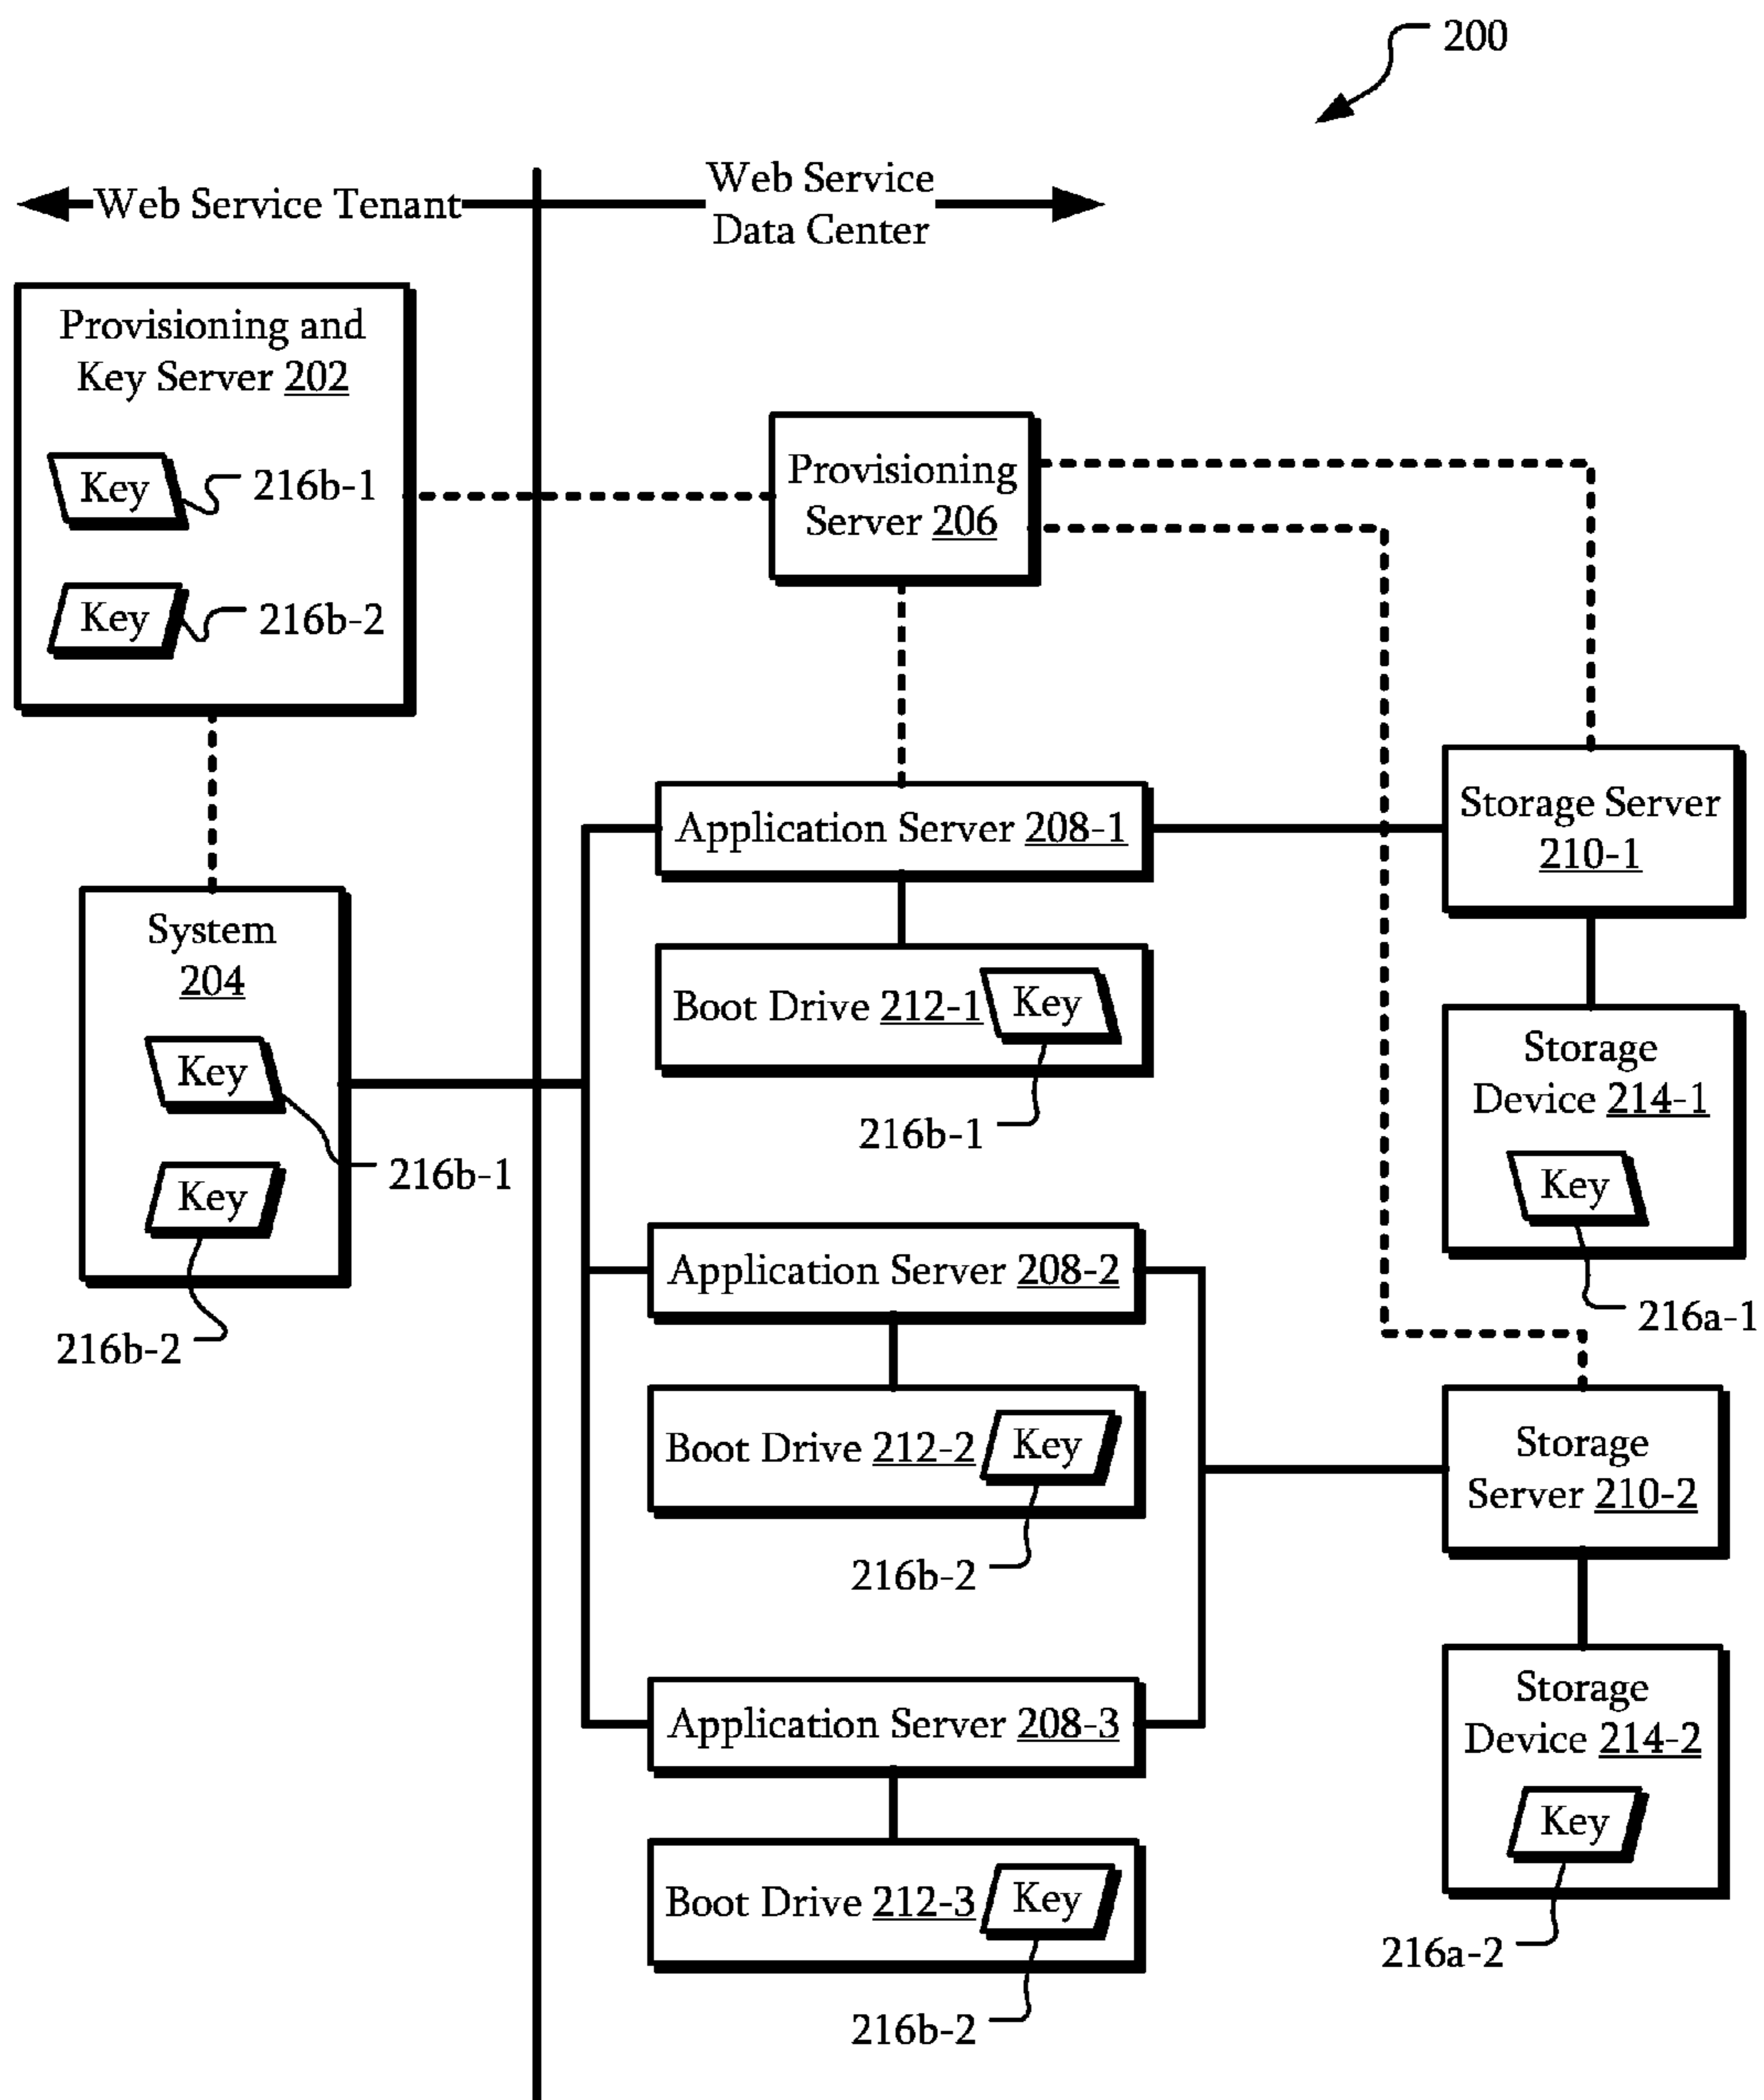 200
Web Service Tenant
Web Service
Data Center
Provisioning and
Key Server 202
Key
216b-1
Key
216b-2
Provisioning
Server 206
Application Server 208-1
Storage Server
210-1
System
204
Key
216b-1
Key
216b-2
Boot Drive 212-1
Key
216b-1
Storage
Device 214-1
Key
216a-1
Application Server 208-2
Boot Drive 212-2
Key
216b-2
Storage
Server 210-2
Application Server 208-3
Boot Drive 212-3
Key
216b-2
Storage
Device 214-2
Key
216a-2